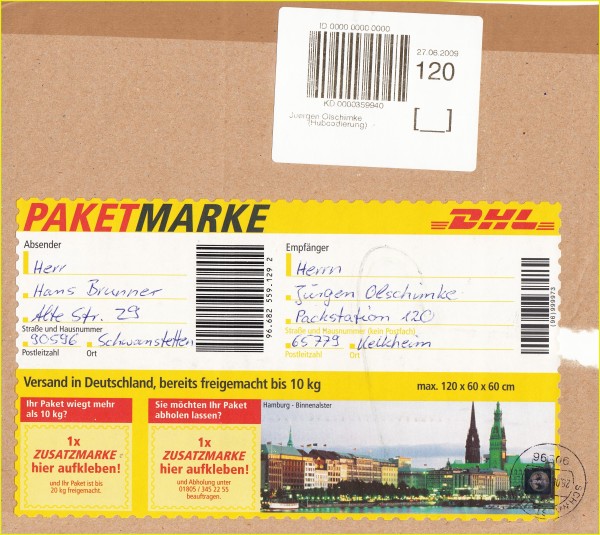 ID 0000 0000 0000
27.06.2009
120
KD 0000359940
Juergen Olschimke
(Hubcodierung)
PAKETMARKE
DHL
Absender
Herr
Hans Brunner
Alte Str. 29
Straße und Hausnummer
90596 Schwanstetten
Postleitzahl Ort
96.682 559.129 2
Empfänger
Herrn
Jürgen Olschimke
Packstation 120
Straße und Hausnummer (kein Postfach)
65779 Kelkheim
Postleitzahl Ort
Versand in Deutschland, bereits freigemacht bis 10 kg
max. 120 x 60 x 60 cm
Ihr Paket wiegt mehr
als 10 kg?
1x
ZUSATZMARKE
hier aufkleben!
und Ihr Paket ist bis
20 kg freigemacht.
Sie möchten Ihr Paket
abholen lassen?
1x
ZUSATZMARKE
hier aufkleben!
und Abholung unter
01805 / 345 22 55
beauftragen.
Hamburg - Binnenalster